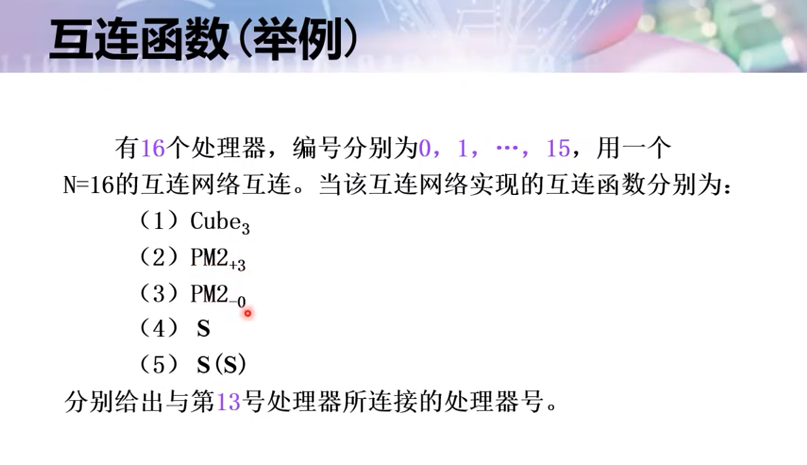 互连函数(举例)
有16个处理器，编号分别为0，1，…，15，用一个
N=16的互连网络互连。当该互连网络实现的互连函数分别为：
（1）Cube₃
（2）PM2₊₃
（3）PM2₋₀
（4） S
（5） S(S)
分别给出与第13号处理器所连接的处理器号。